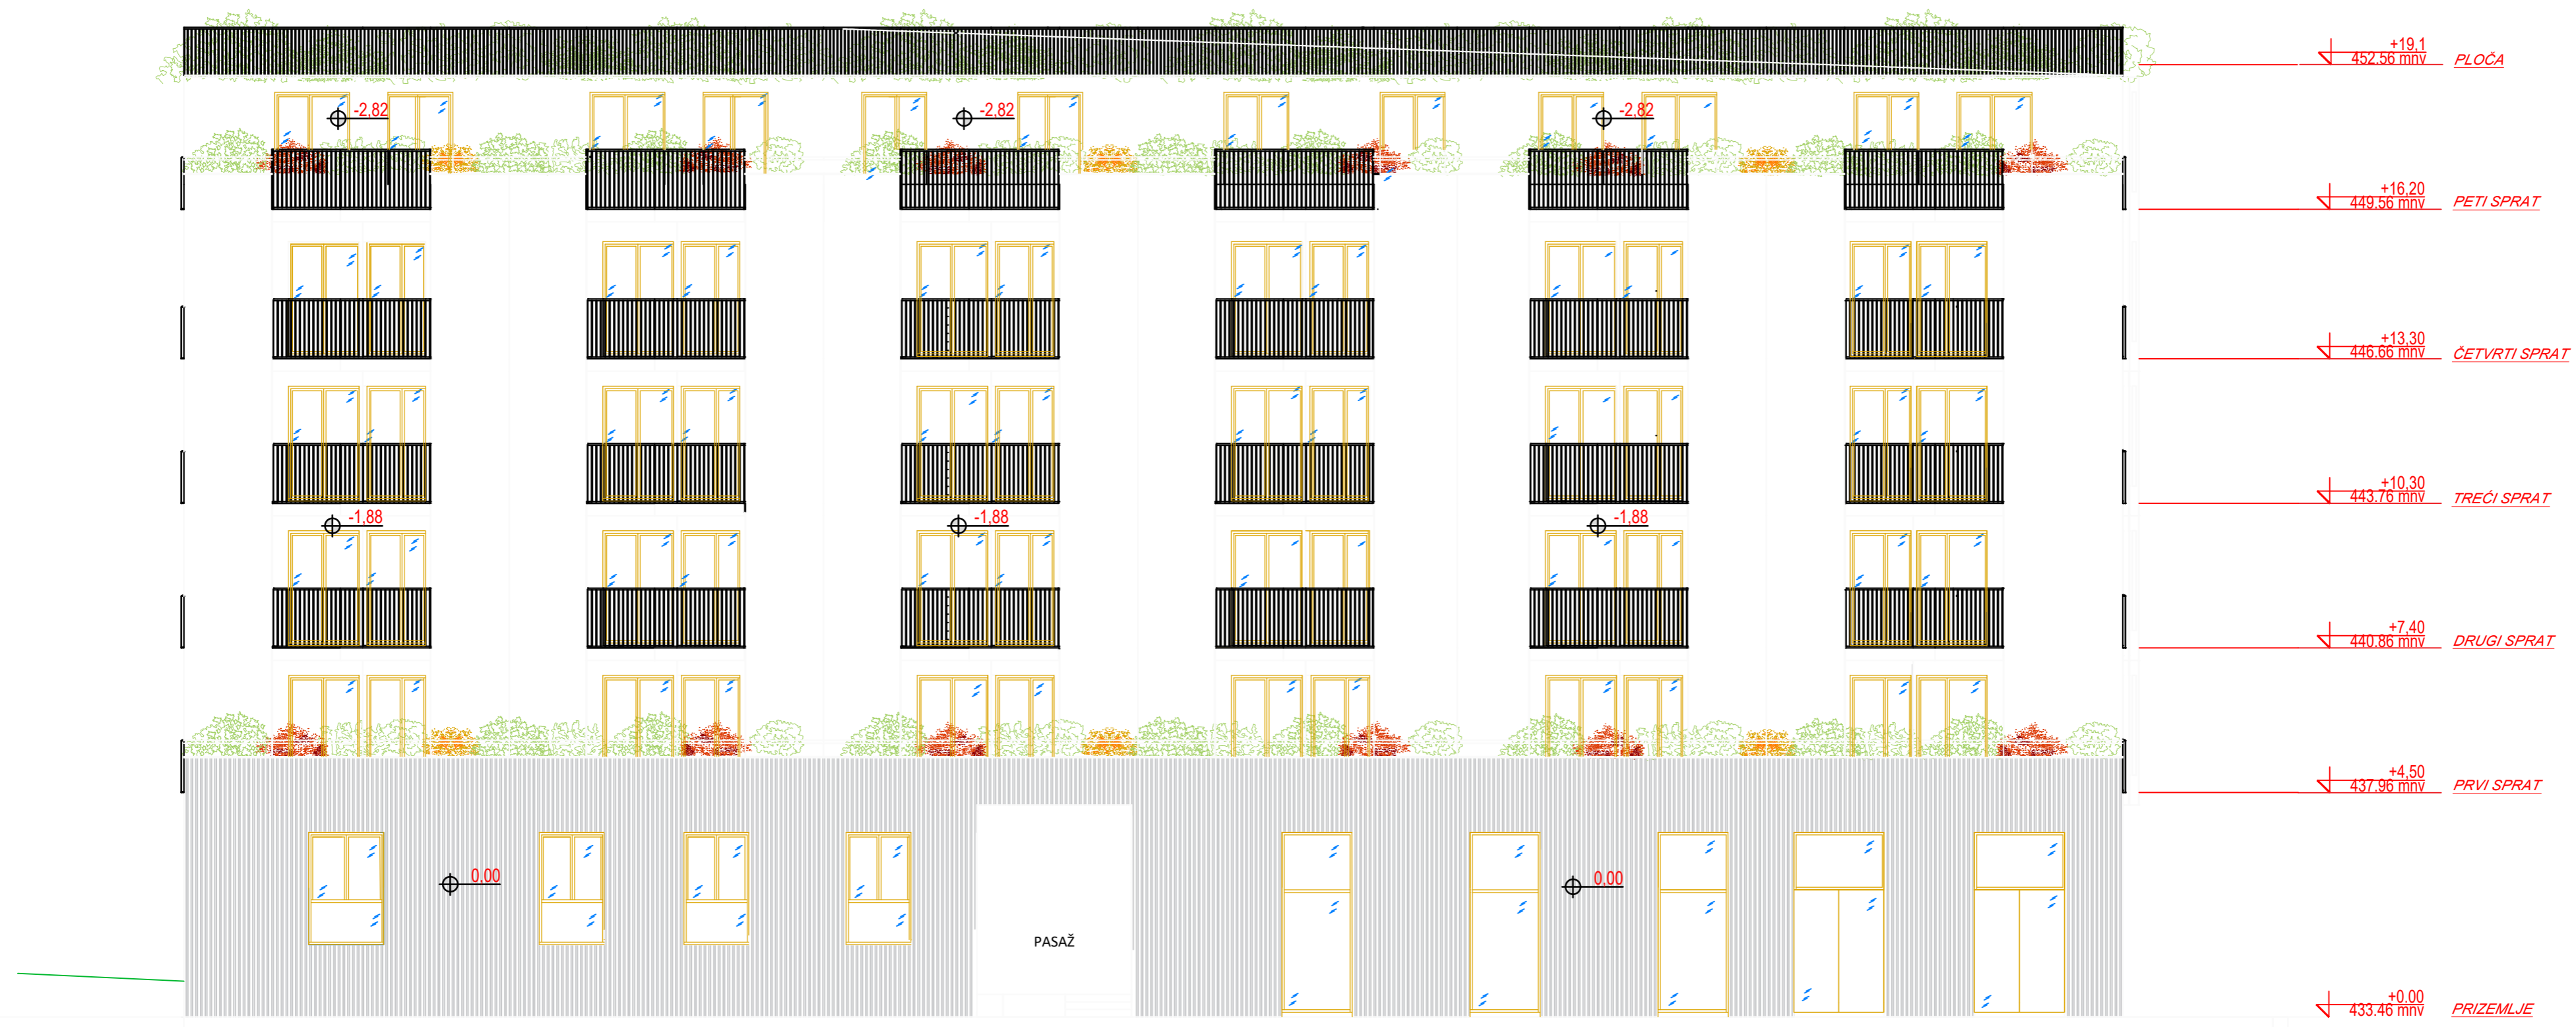 +19,1
452.56 mnv PLOČA
-2,82 -2,82 -2,82
+16,20
449.56 mnv PETI SPRAT
+13,30
446.66 mnv ČETVRTI SPRAT
+10,30
443.76 mnv TREĆI SPRAT
-1,88 -1,88 -1,88
+7,40
440.86 mnv DRUGI SPRAT
+4,50
437.96 mnv PRVI SPRAT
0,00 0,00
PASAŽ
+0.00
433.46 mnv PRIZEMLJE